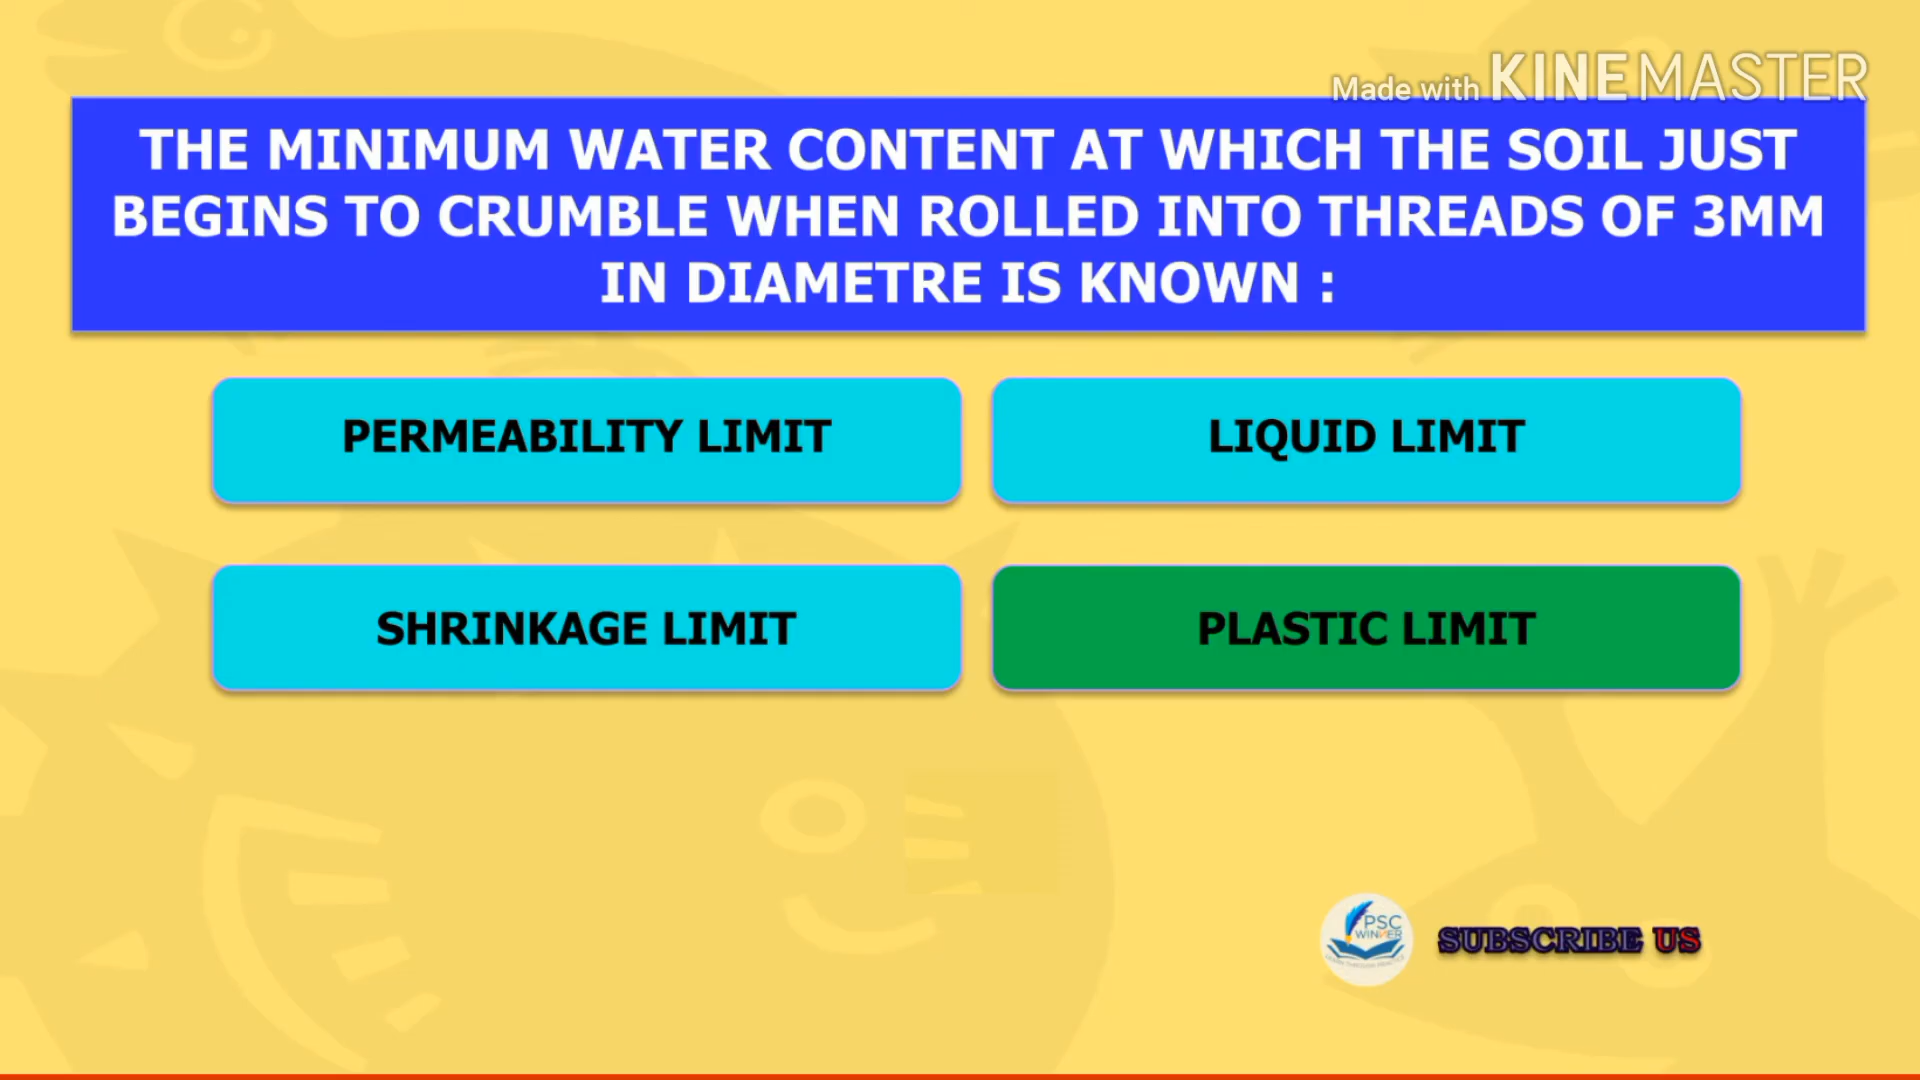 Made with KINEMASTER
THE MINIMUM WATER CONTENT AT WHICH THE SOIL JUST
BEGINS TO CRUMBLE WHEN ROLLED INTO THREADS OF 3MM
IN DIAMETRE IS KNOWN :
PERMEABILITY LIMIT
LIQUID LIMIT
SHRINKAGE LIMIT
PLASTIC LIMIT
PSC
WINNER
SUBSCRIBE US